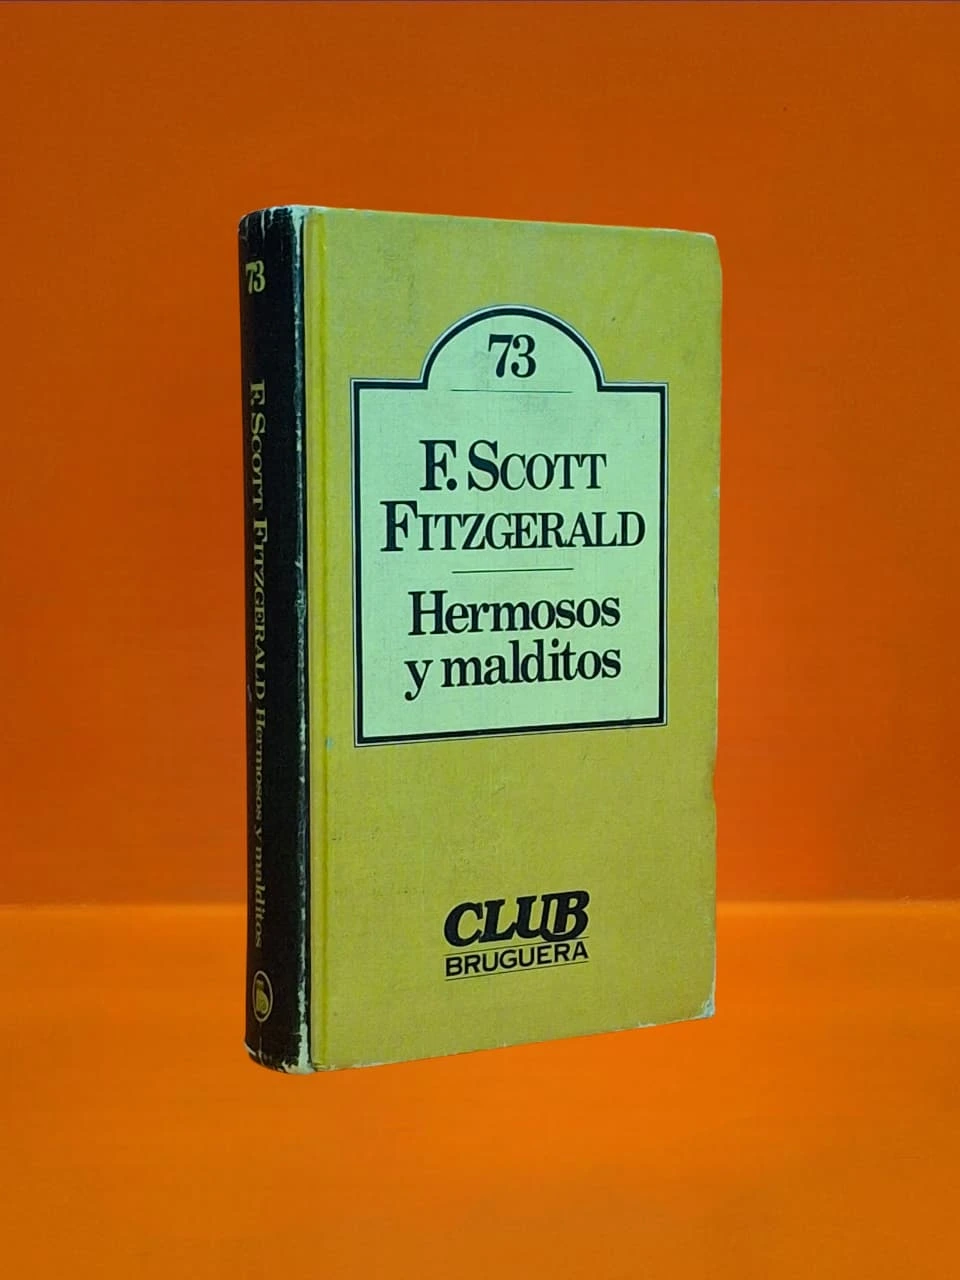 73
F. SCOTT FITZGERALD Hermosos y malditos
73
F. SCOTT
FITZGERALD
Hermosos
y malditos
CLUB
BRUGUERA